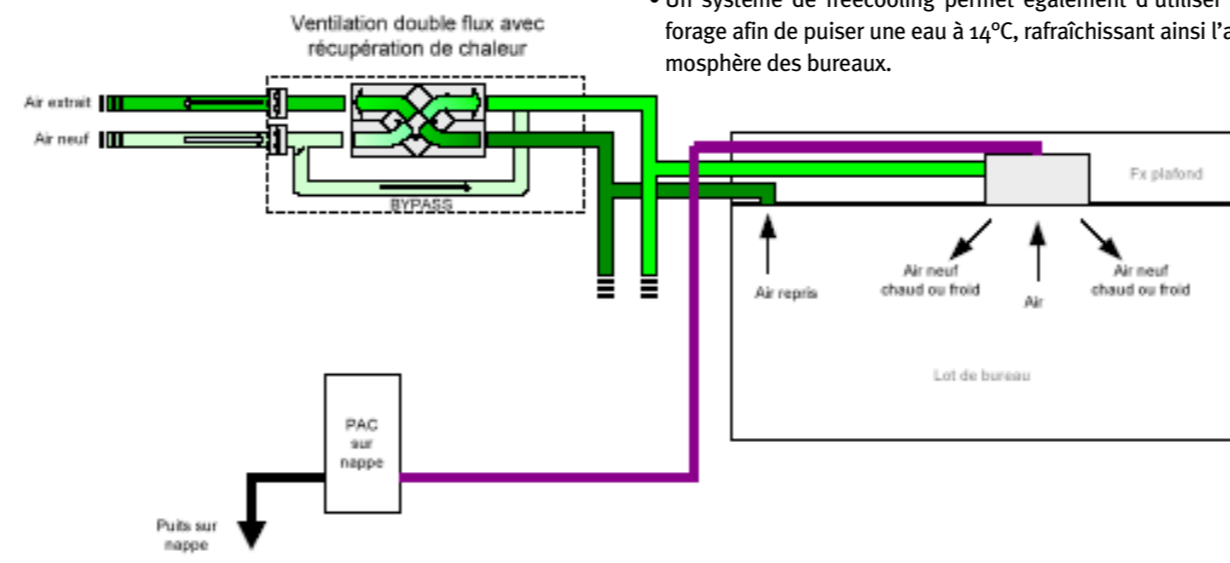 • Un système de freecooling permet également d'utiliser
forage afin de puiser une eau à 14°C, rafraîchissant ainsi l'a
mosphère des bureaux.
Ventilation double flux avec
récupération de chaleur
Air extrait
Air neuf
BYPASS
Fx plafond
Air repris
Air neuf
chaud ou froid
Air
Air neuf
chaud ou froid
Lot de bureau
PAC
sur
nappe
Puits sur
nappe